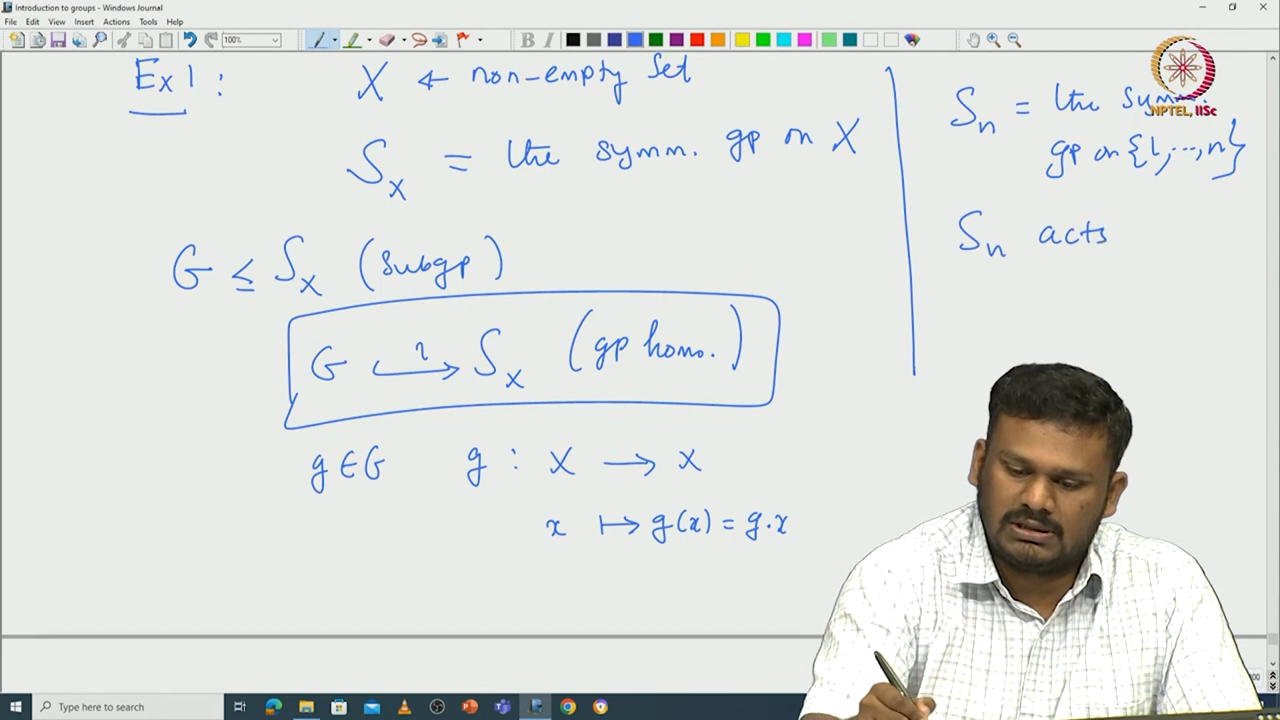 Introduction to groups - Windows Journal
File Edit View Insert Actions Tools Help
100%
B I
Ex 1 : X ← non-empty set
S_X = the symm. gp on X
G ≤ S_X (subgp)
G ↪ S_X (gp homo.)
g ∈ G g : X → X
x ↦ g(x) = g.x
S_n = the symm.
gp on {1, ..., n}
S_n acts
NPTEL, IISc
Type here to search